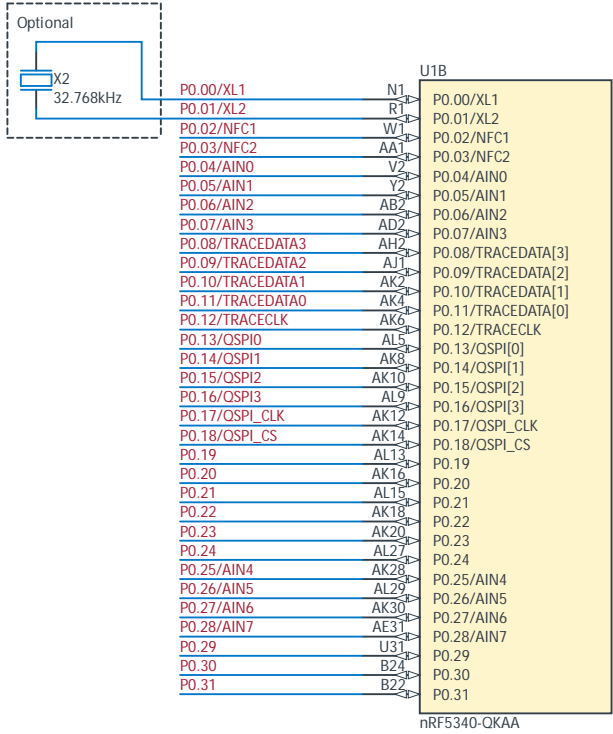 Optional
X2
32.768kHz
U1B
P0.00/XL1 N1 P0.00/XL1
P0.01/XL2 R1 P0.01/XL2
P0.02/NFC1 W1 P0.02/NFC1
P0.03/NFC2 AA1 P0.03/NFC2
P0.04/AIN0 V2 P0.04/AIN0
P0.05/AIN1 Y2 P0.05/AIN1
P0.06/AIN2 AB2 P0.06/AIN2
P0.07/AIN3 AD2 P0.07/AIN3
P0.08/TRACEDATA3 AH2 P0.08/TRACEDATA[3]
P0.09/TRACEDATA2 AJ1 P0.09/TRACEDATA[2]
P0.10/TRACEDATA1 AK2 P0.10/TRACEDATA[1]
P0.11/TRACEDATA0 AK4 P0.11/TRACEDATA[0]
P0.12/TRACECLK AK6 P0.12/TRACECLK
P0.13/QSPI0 AL5 P0.13/QSPI[0]
P0.14/QSPI1 AK8 P0.14/QSPI[1]
P0.15/QSPI2 AK10 P0.15/QSPI[2]
P0.16/QSPI3 AL9 P0.16/QSPI[3]
P0.17/QSPI_CLK AK12 P0.17/QSPI_CLK
P0.18/QSPI_CS AK14 P0.18/QSPI_CS
P0.19 AL13 P0.19
P0.20 AK16 P0.20
P0.21 AL15 P0.21
P0.22 AK18 P0.22
P0.23 AK20 P0.23
P0.24 AL27 P0.24
P0.25/AIN4 AK28 P0.25/AIN4
P0.26/AIN5 AL29 P0.26/AIN5
P0.27/AIN6 AK30 P0.27/AIN6
P0.28/AIN7 AE31 P0.28/AIN7
P0.29 U31 P0.29
P0.30 B24 P0.30
P0.31 B22 P0.31
nRF5340-QKAA